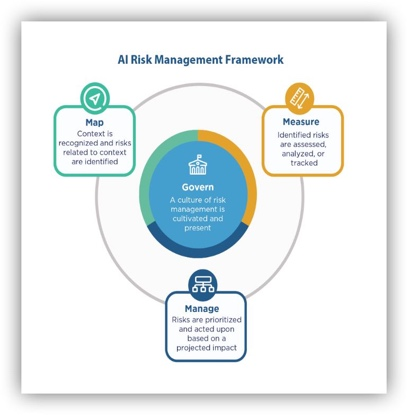 AI Risk Management Framework
Map
Context is
recognized and risks
related to context
are identified
Measure
Identified risks
are assessed,
analyzed, or
tracked
Govern
A culture of risk
management is
cultivated and
present
Manage
Risks are prioritized
and acted upon
based on a
projected impact